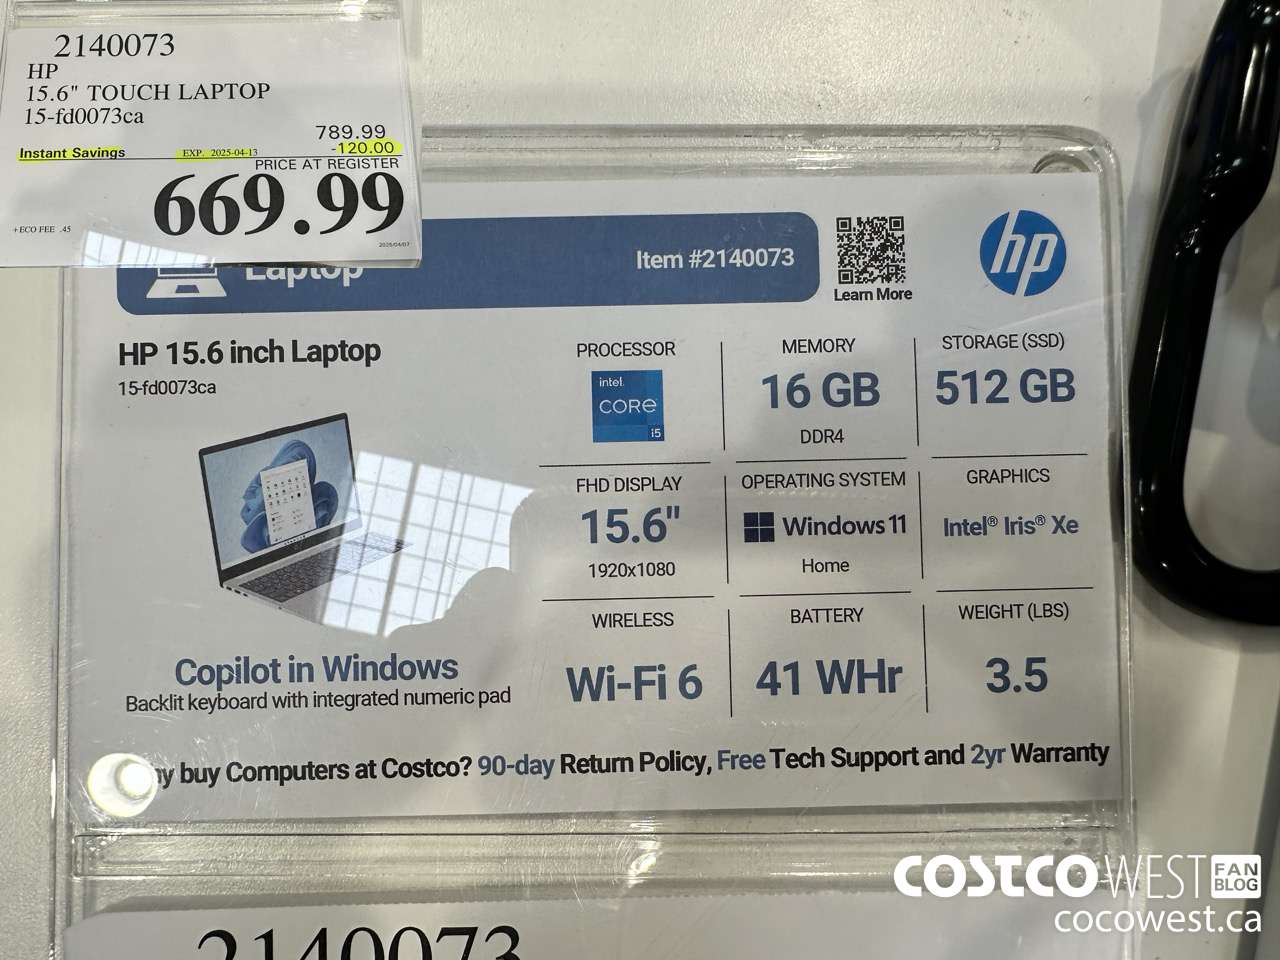 2140073
HP
15.6" TOUCH LAPTOP
15-fd0073ca
789.99
Instant Savings EXP. 2025-04-13 -120.00
PRICE AT REGISTER
669.99
+ECO FEE .45
2025/04/07
Laptop
Item #2140073
Learn More
hp
HP 15.6 inch Laptop
15-fd0073ca
PROCESSOR
intel.
CORE
i5
MEMORY
16 GB
DDR4
STORAGE (SSD)
512 GB
FHD DISPLAY
15.6"
1920x1080
OPERATING SYSTEM
Windows 11
Home
GRAPHICS
Intel® Iris® Xe
WIRELESS
Wi-Fi 6
BATTERY
41 WHr
WEIGHT (LBS)
3.5
Copilot in Windows
Backlit keyboard with integrated numeric pad
buy Computers at Costco? 90-day Return Policy, Free Tech Support and 2yr Warranty
2140073
COSTCO WEST FAN BLOG
cocowest.ca